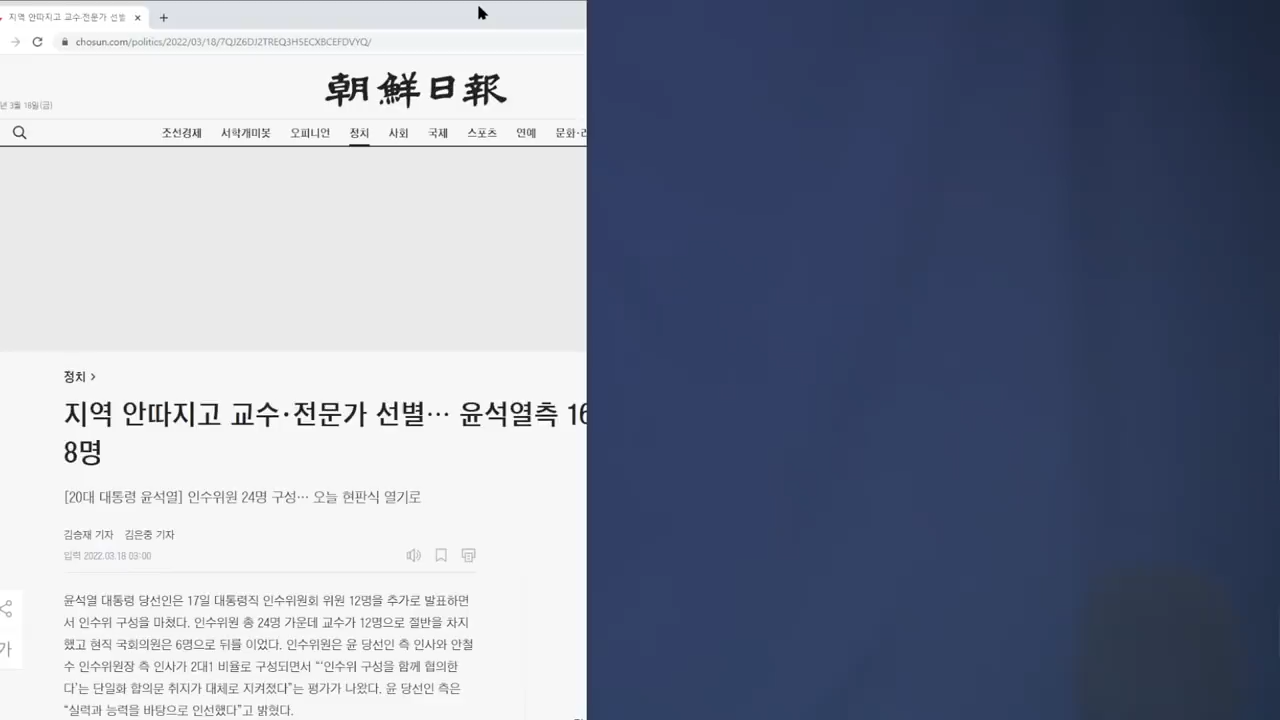 지역 안따지고 교수·전문가 선별
chosun.com/politics/2022/03/18/7QJZ6DJ2TREQ3HSECXBCEFDVYQ/
朝鮮日報
년 3월 18일(금)
조선경제 서학개미봇 오피니언 정치 사회 국제 스포츠 연예 문화·
정치 >
지역 안따지고 교수·전문가 선별… 윤석열측 16
8명
[20대 대통령 윤석열] 인수위원 24명 구성… 오늘 현판식 열기로
김승재 기자 김은중 기자
입력 2022.03.18 03:00
윤석열 대통령 당선인은 17일 대통령직 인수위원회 위원 12명을 추가로 발표하면
서 인수위 구성을 마쳤다. 인수위원 총 24명 가운데 교수가 12명으로 절반을 차지
했고 현직 국회의원은 6명으로 뒤를 이었다. 인수위원은 윤 당선인 측 인사와 안철
수 인수위원장 측 인사가 2대1 비율로 구성되면서 “‘인수위 구성을 함께 협의한
다’는 단일화 합의문 취지가 대체로 지켜졌다”는 평가가 나왔다. 윤 당선인 측은
“실력과 능력을 바탕으로 인선했다”고 밝혔다.
가